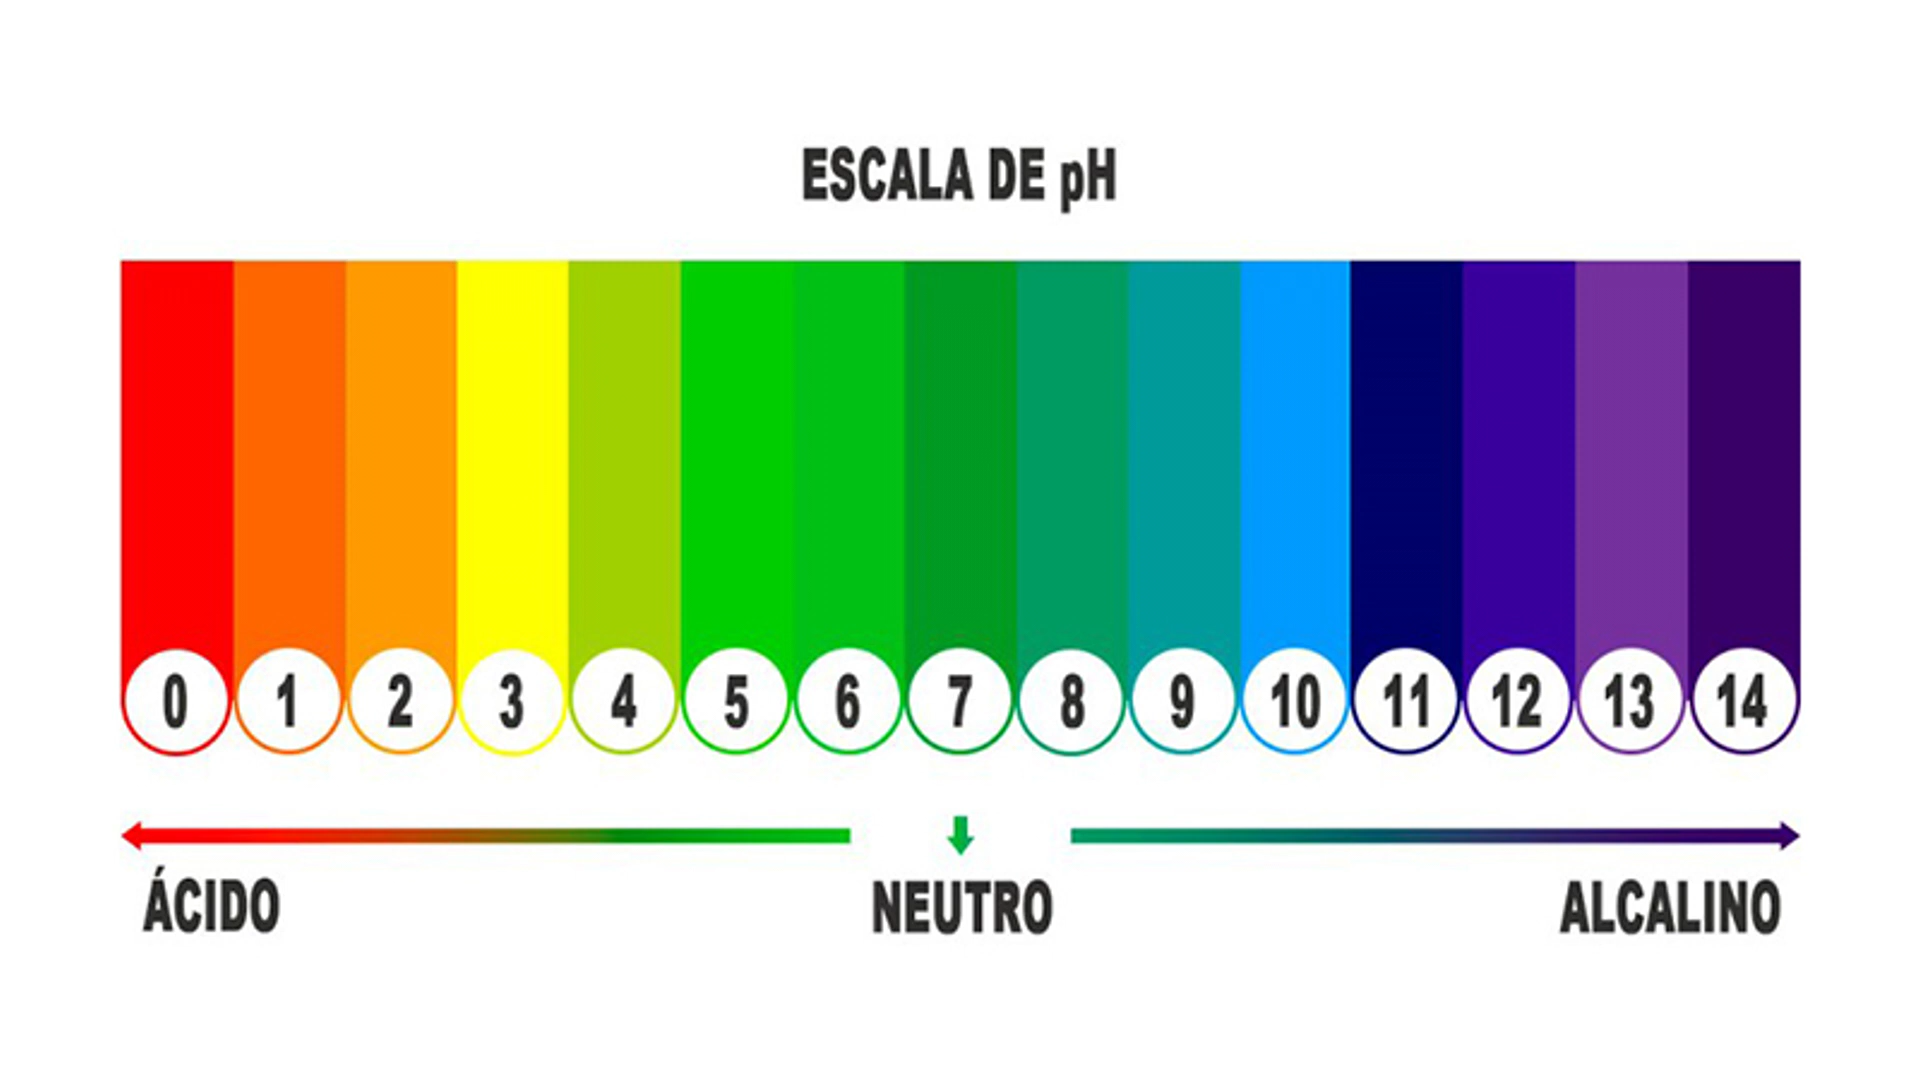 ESCALA DE pH
0 1 2 3 4 5 6 7 8 9 10 11 12 13 14
ÁCIDO NEUTRO ALCALINO